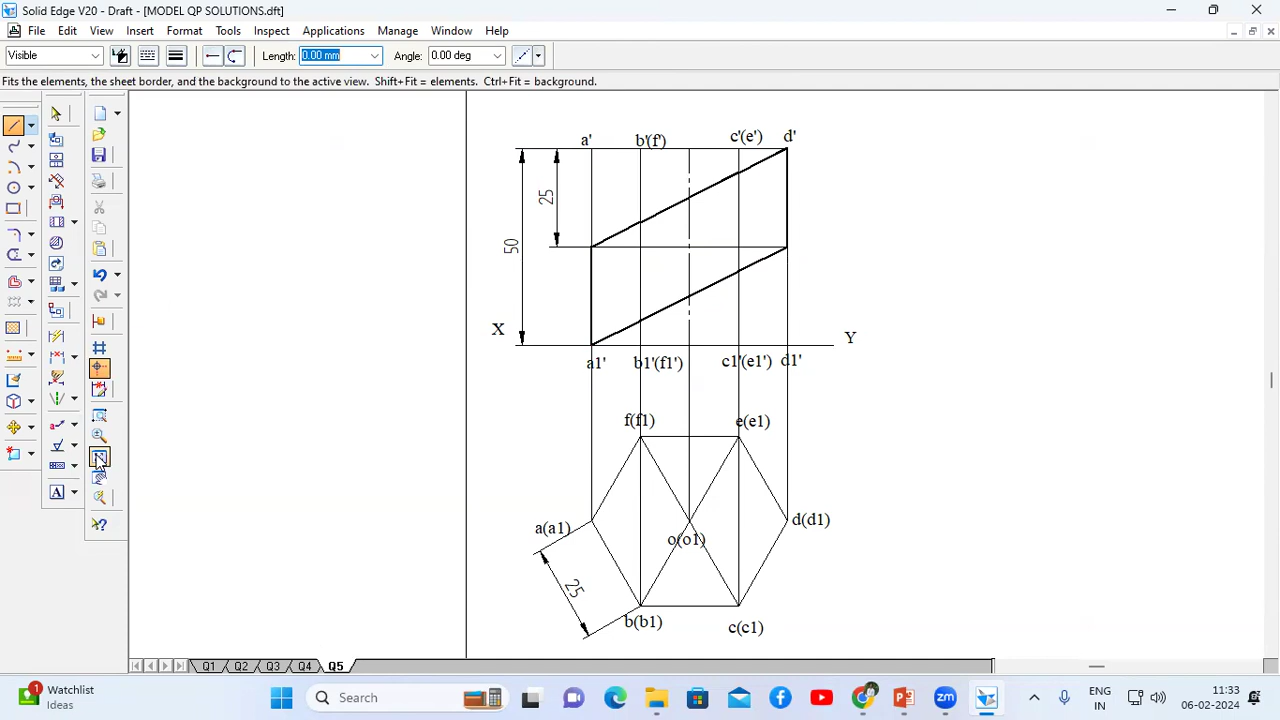 Solid Edge V20 - Draft - [MODEL QP SOLUTIONS.dft]
File Edit View Insert Format Tools Inspect Applications Manage Window Help
Visible Length: 0.00 mm Angle: 0.00 deg
Fits the elements, the sheet border, and the background to the active view. Shift+Fit = elements. Ctrl+Fit = background.
a' b'(f') c'(e') d'
25
50
X Y
a1' b1'(f1') c1'(e1') d1'
f(f1) e(e1)
a(a1) o(o1) d(d1)
25
b(b1) c(c1)
A
Q1 Q2 Q3 Q4 Q5
1 Watchlist
Ideas
Search
ENG
IN
11:33
06-02-2024